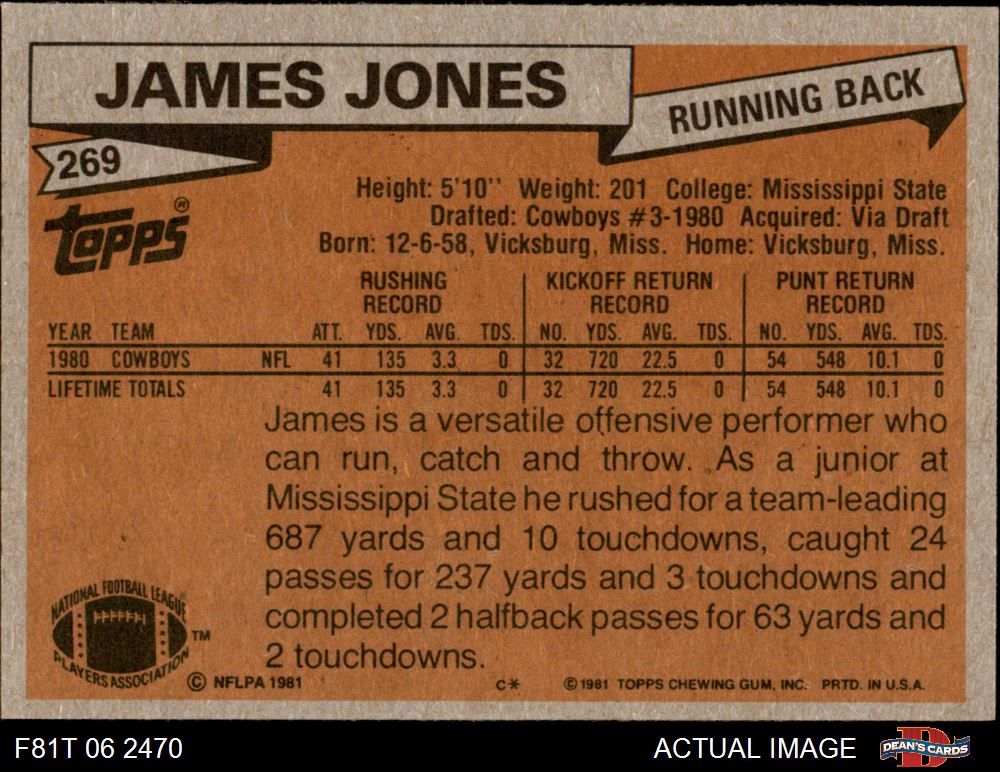 JAMES JONES
RUNNING BACK
269
TOPPS®
Height: 5'10'' Weight: 201 College: Mississippi State
Drafted: Cowboys #3-1980 Acquired: Via Draft
Born: 12-6-58, Vicksburg, Miss. Home: Vicksburg, Miss.
RUSHING RECORD KICKOFF RETURN RECORD PUNT RETURN RECORD
YEAR TEAM ATT. YDS. AVG. TDS. NO. YDS. AVG. TDS. NO. YDS. AVG. TDS.
1980 COWBOYS NFL 41 135 3.3 0 32 720 22.5 0 54 548 10.1 0
LIFETIME TOTALS 41 135 3.3 0 32 720 22.5 0 54 548 10.1 0
James is a versatile offensive performer who
can run, catch and throw. As a junior at
Mississippi State he rushed for a team-leading
687 yards and 10 touchdowns, caught 24
passes for 237 yards and 3 touchdowns and
completed 2 halfback passes for 63 yards and
2 touchdowns.
NATIONAL FOOTBALL LEAGUE
PLAYERS ASSOCIATION ™
© NFLPA 1981 C* © 1981 TOPPS CHEWING GUM, INC. PRTD. IN U.S.A.
F81T 06 2470 ACTUAL IMAGE D DEAN'S CARDS